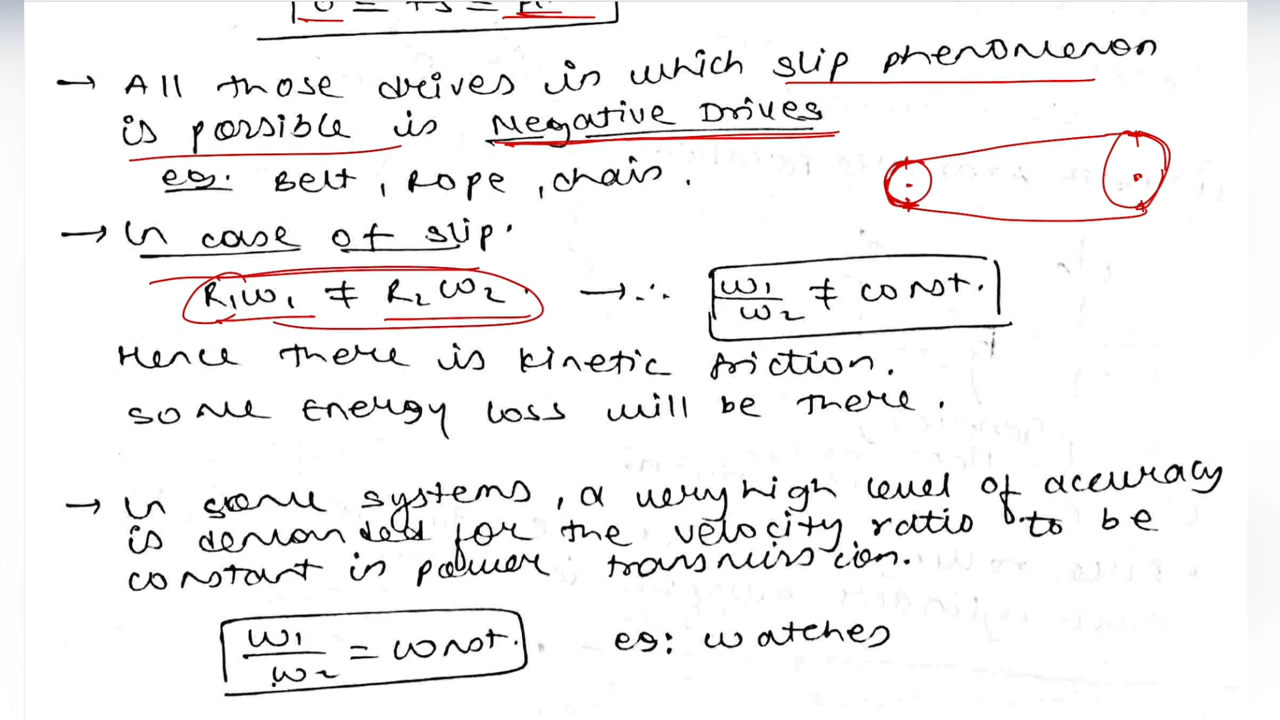 → All those drives in which slip phenomenon
is possible is Negative Drives
eg. Belt, Rope, chain.
→ In case of slip.
R₁ω₁ ≠ R₂ω₂ → ∴ ω₁/ω₂ ≠ const.
Hence there is kinetic friction.
some Energy loss will be there.
→ In some systems, a very high level of accuracy
is demanded for the velocity ratio to be
constant in power transmission.
ω₁/ω₂ = const. eg: watches